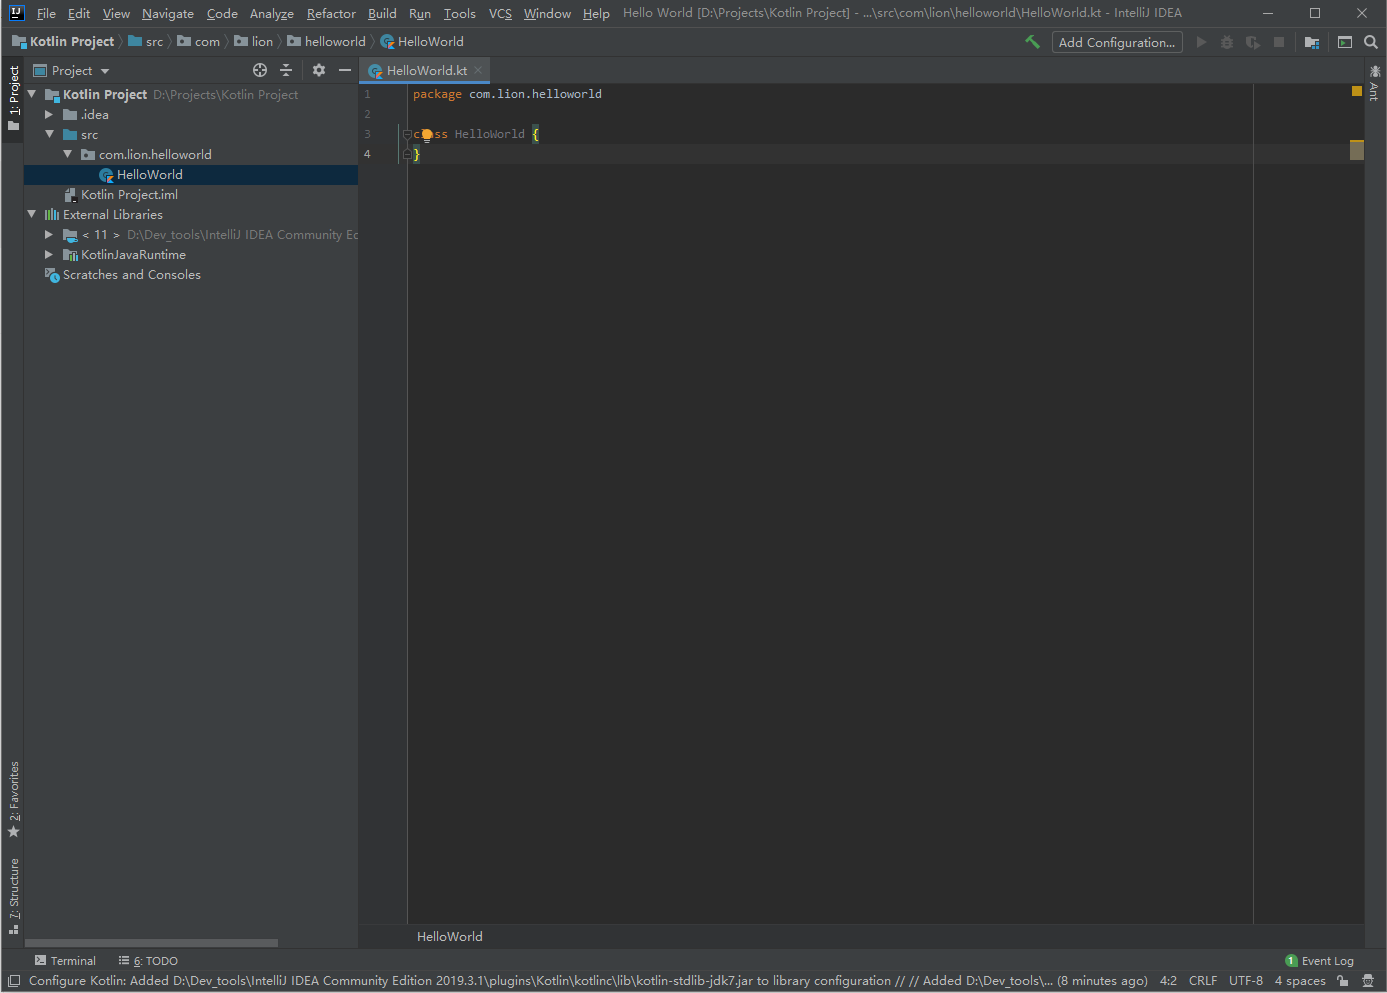 File Edit View Navigate Code Analyze Refactor Build Run Tools VCS Window Help Hello World [D:\Projects\Kotlin Project] - ...\src\com\lion\helloworld\HelloWorld.kt - IntelliJ IDEA
Kotlin Project src com lion helloworld HelloWorld Add Configuration...
1: Project
Project
HelloWorld.kt
Kotlin Project D:\Projects\Kotlin Project
.idea
src
com.lion.helloworld
HelloWorld
Kotlin Project.iml
External Libraries
< 11 > D:\Dev_tools\IntelliJ IDEA Community Ed
KotlinJavaRuntime
Scratches and Consoles
1 package com.lion.helloworld
2
3 class HelloWorld {
4 }
Ant
2: Favorites
7: Structure
HelloWorld
Terminal 6: TODO 1 Event Log
Configure Kotlin: Added D:\Dev_tools\IntelliJ IDEA Community Edition 2019.3.1\plugins\Kotlin\kotlinc\lib\kotlin-stdlib-jdk7.jar to library configuration // // Added D:\Dev_tools\... (8 minutes ago) 4:2 CRLF UTF-8 4 spaces